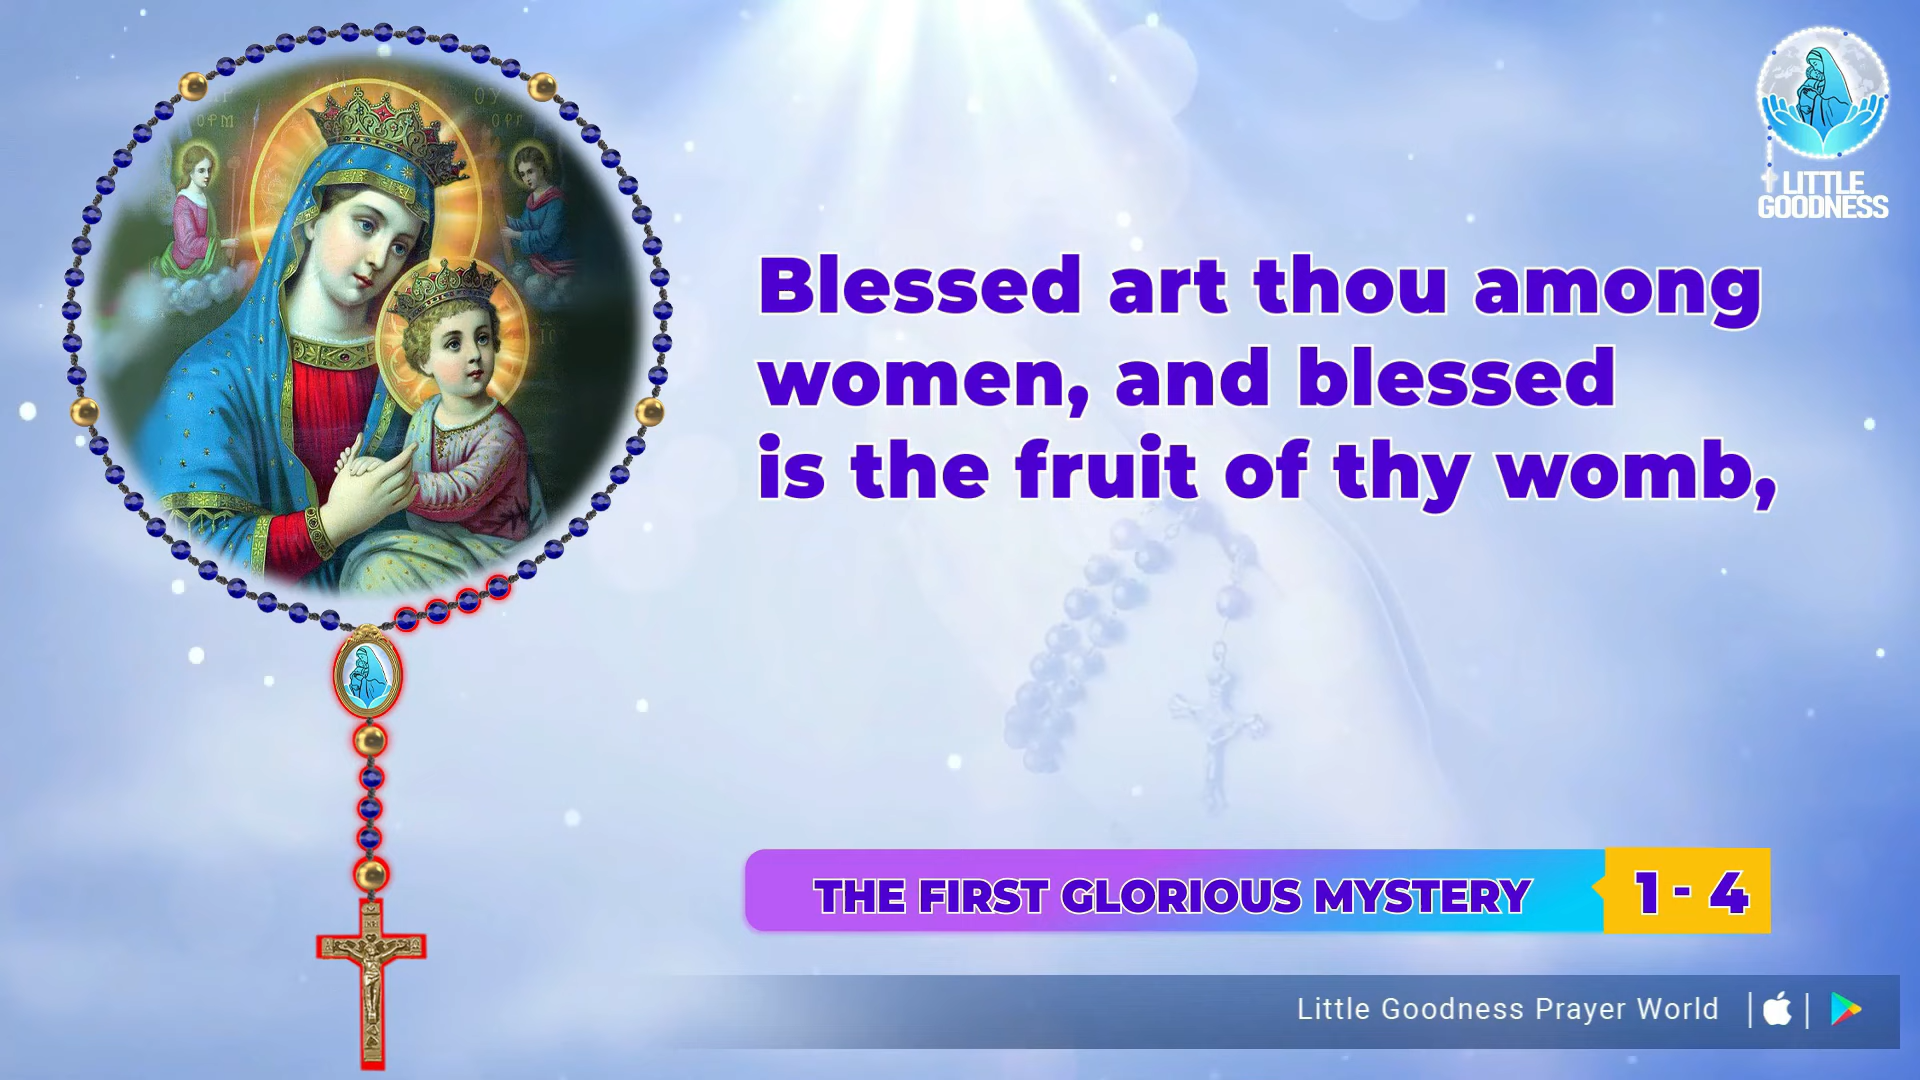 LITTLE
GOODNESS
Blessed art thou among
women, and blessed
is the fruit of thy womb,
THE FIRST GLORIOUS MYSTERY
1 - 4
Little Goodness Prayer World